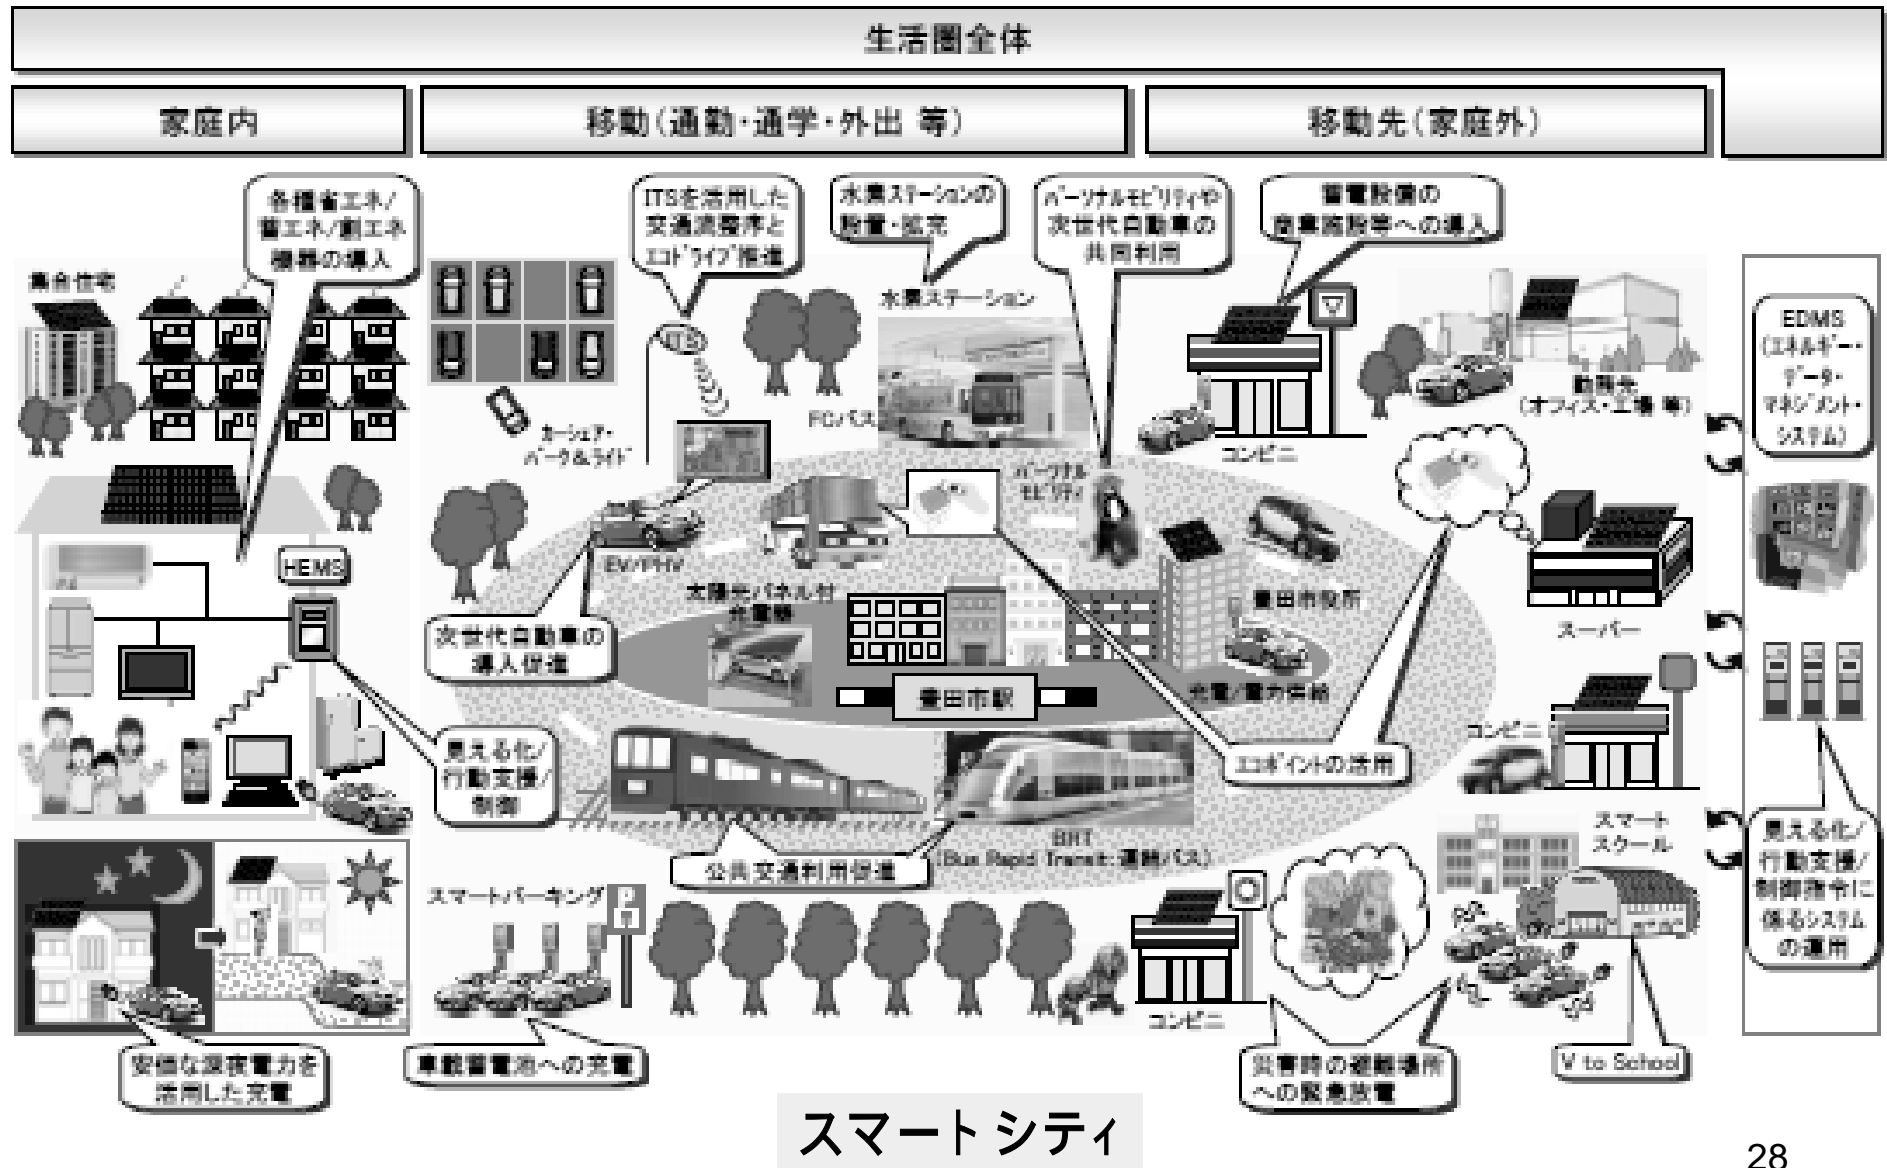 生活圏全体
家庭内
移動(通勤・通学・外出 等)
移動先(家庭外)
各種省エネ/
蓄エネ/創エネ
機器の導入
ITSを活用した
交通流整序と
エコドライブ推進
水素ステーションの
設置・拡充
パーソナルモビリティや
次世代自動車の
共同利用
蓄電設備の
商業施設等への導入
集合住宅
ITS
水素ステーション
FCバス
カーシェア・
パーク&ライド
コンビニ
勤務先
(オフィス・工場 等)
EDMS
(エネルギー・
データ・
マネジメント・
システム)
HEMS
EV/PHV
パーソナル
モビリティ
太陽光パネル付
充電器
豊田市役所
スーパー
次世代自動車の
導入促進
充電/電力供給
豊田市駅
見える化/
行動支援/
制御
エコポイントの活用
コンビニ
BRT
(Bus Rapid Transit:運転バス)
公共交通利用促進
スマート
スクール
見える化/
行動支援/
制御指令に
係るシステム
の運用
スマートパーキング
P
コンビニ
安価な深夜電力を
活用した充電
車載蓄電池への充電
災害時の避難場所
への緊急放電
V to School
スマートシティ
28